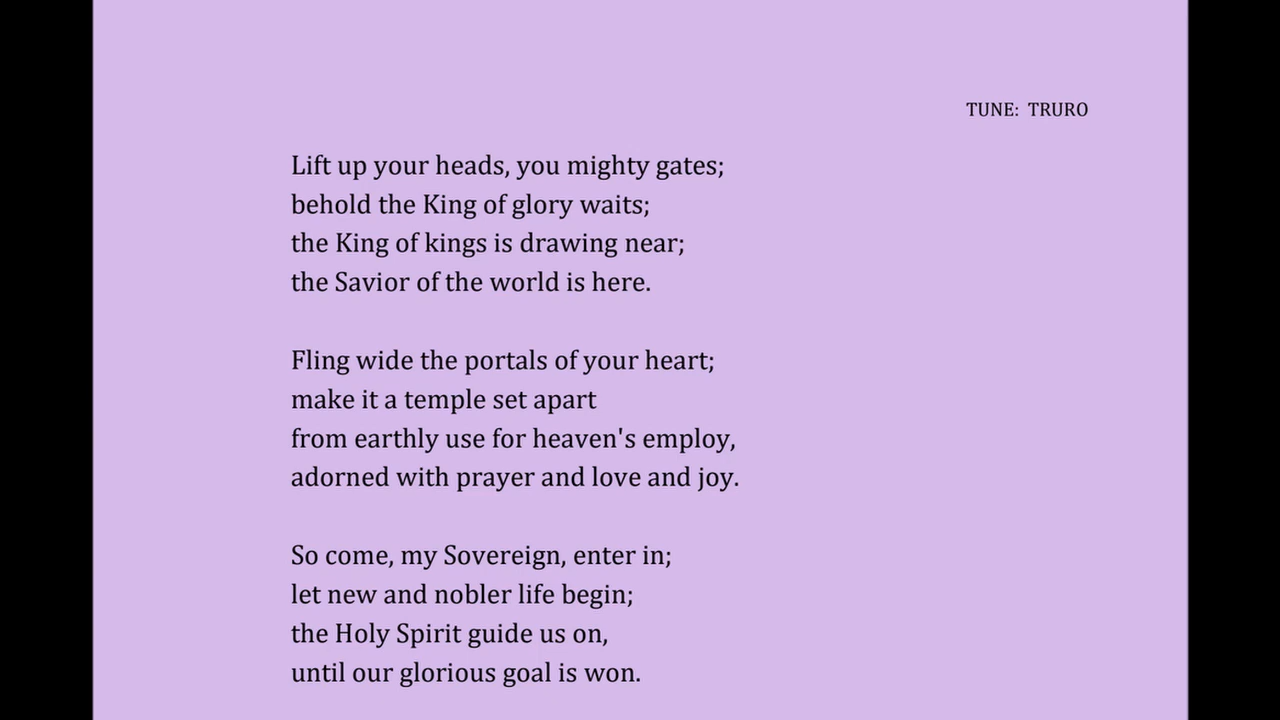 TUNE: TRURO
Lift up your heads, you mighty gates;
behold the King of glory waits;
the King of kings is drawing near;
the Savior of the world is here.
Fling wide the portals of your heart;
make it a temple set apart
from earthly use for heaven's employ,
adorned with prayer and love and joy.
So come, my Sovereign, enter in;
let new and nobler life begin;
the Holy Spirit guide us on,
until our glorious goal is won.